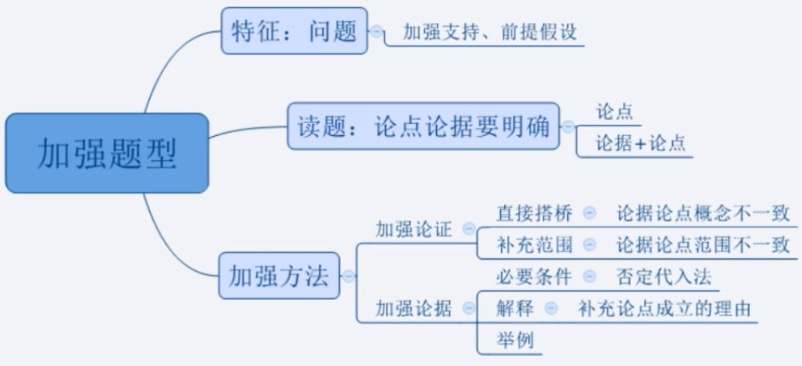 加强题型
特征：问题
加强支持、前提假设
读题：论点论据要明确
论点
论据+论点
加强方法
加强论证
直接搭桥
论据论点概念不一致
补充范围
论据论点范围不一致
加强论据
必要条件
否定代入法
解释
补充论点成立的理由
举例